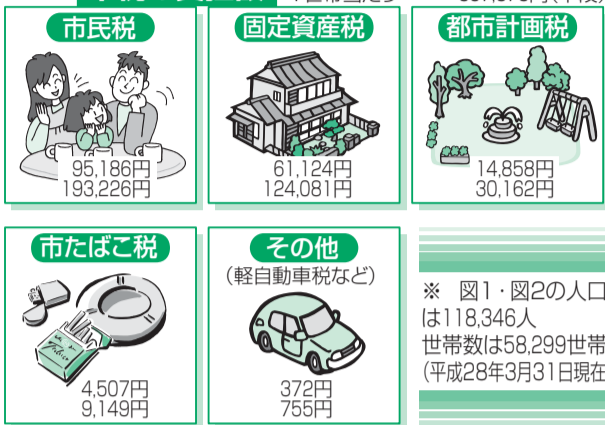 市民税
95,186円
193,226円
固定資産税
61,124円
124,081円
都市計画税
14,858円
30,162円
市たばこ税
4,507円
9,149円
その他
(軽自動車税など)
372円
755円
※ 図1・図2の人口
は118,346人
世帯数は58,299世帯
(平成28年3月31日現在